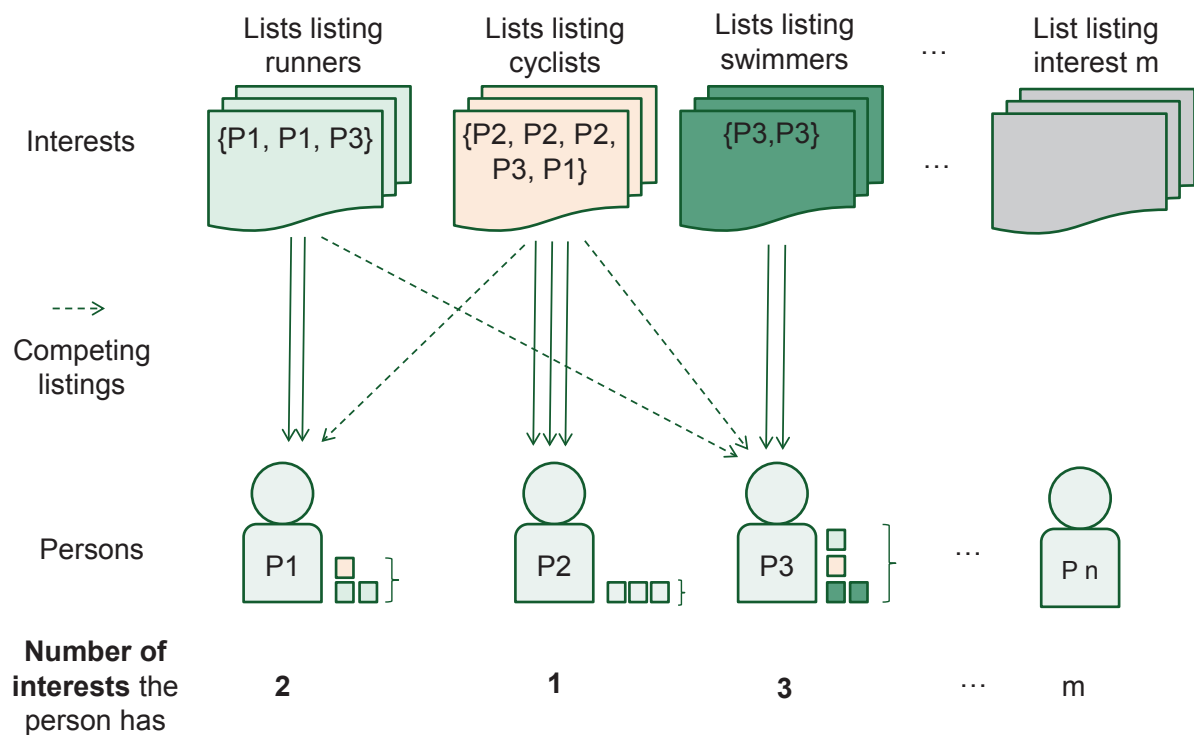 Lists listing
runners
Lists listing
cyclists
Lists listing
swimmers
...
List listing
interest m
Interests
{P1, P1, P3}
{P2, P2, P2,
P3, P1}
{P3,P3}
...
Competing
listings
Persons
P1
P2
P3
...
P n
Number of
interests the
person has
2
1
3
...
m